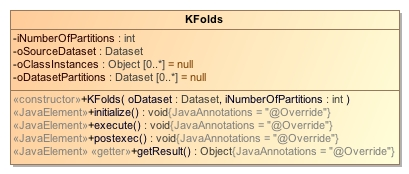 KFolds
-iNumberOfPartitions : int
-oSourceDataset : Dataset
-oClassInstances : Object [0..*] = null
-oDatasetPartitions : Dataset [0..*] = null
«constructor»+KFolds( oDataset : Dataset, iNumberOfPartitions : int )
«JavaElement»+initialize() : void{JavaAnnotations = "@Override"}
«JavaElement»+execute() : void{JavaAnnotations = "@Override"}
«JavaElement»+postexec() : void{JavaAnnotations = "@Override"}
«JavaElement» «getter»+getResult() : Object{JavaAnnotations = "@Override"}